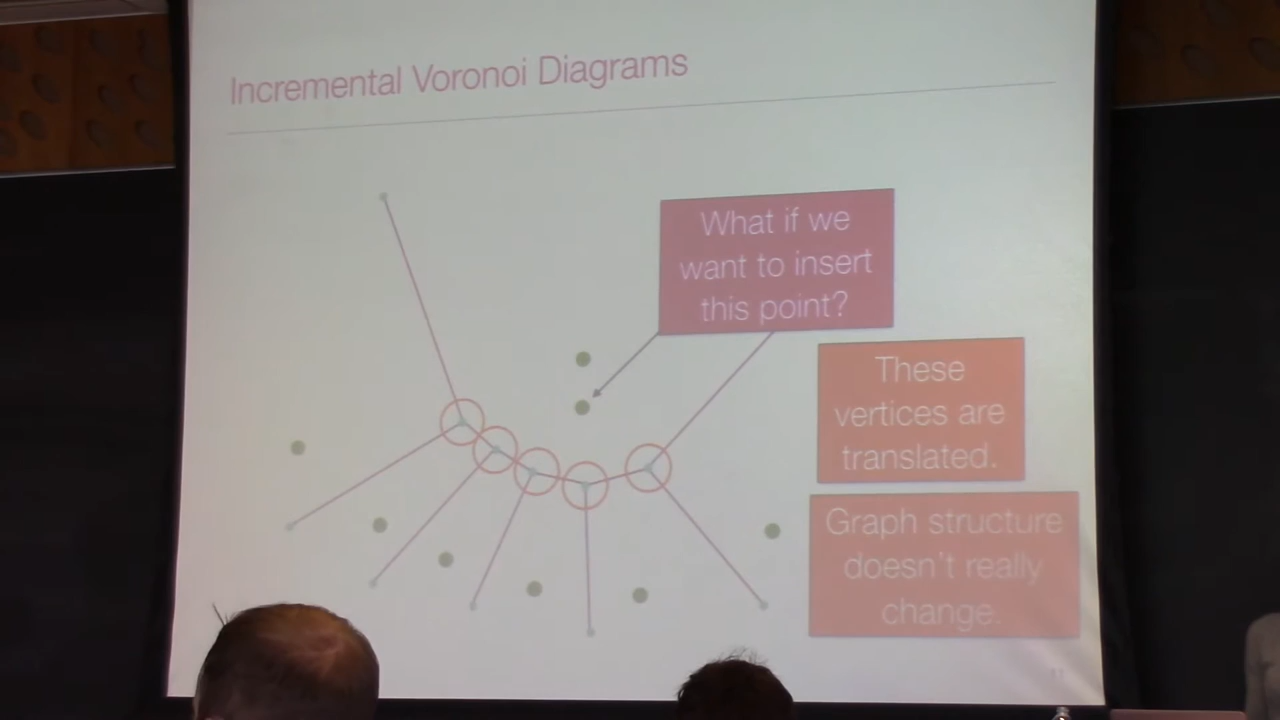 Incremental Voronoi Diagrams
What if we
want to insert
this point?
These
vertices are
translated.
Graph structure
doesn't really
change.